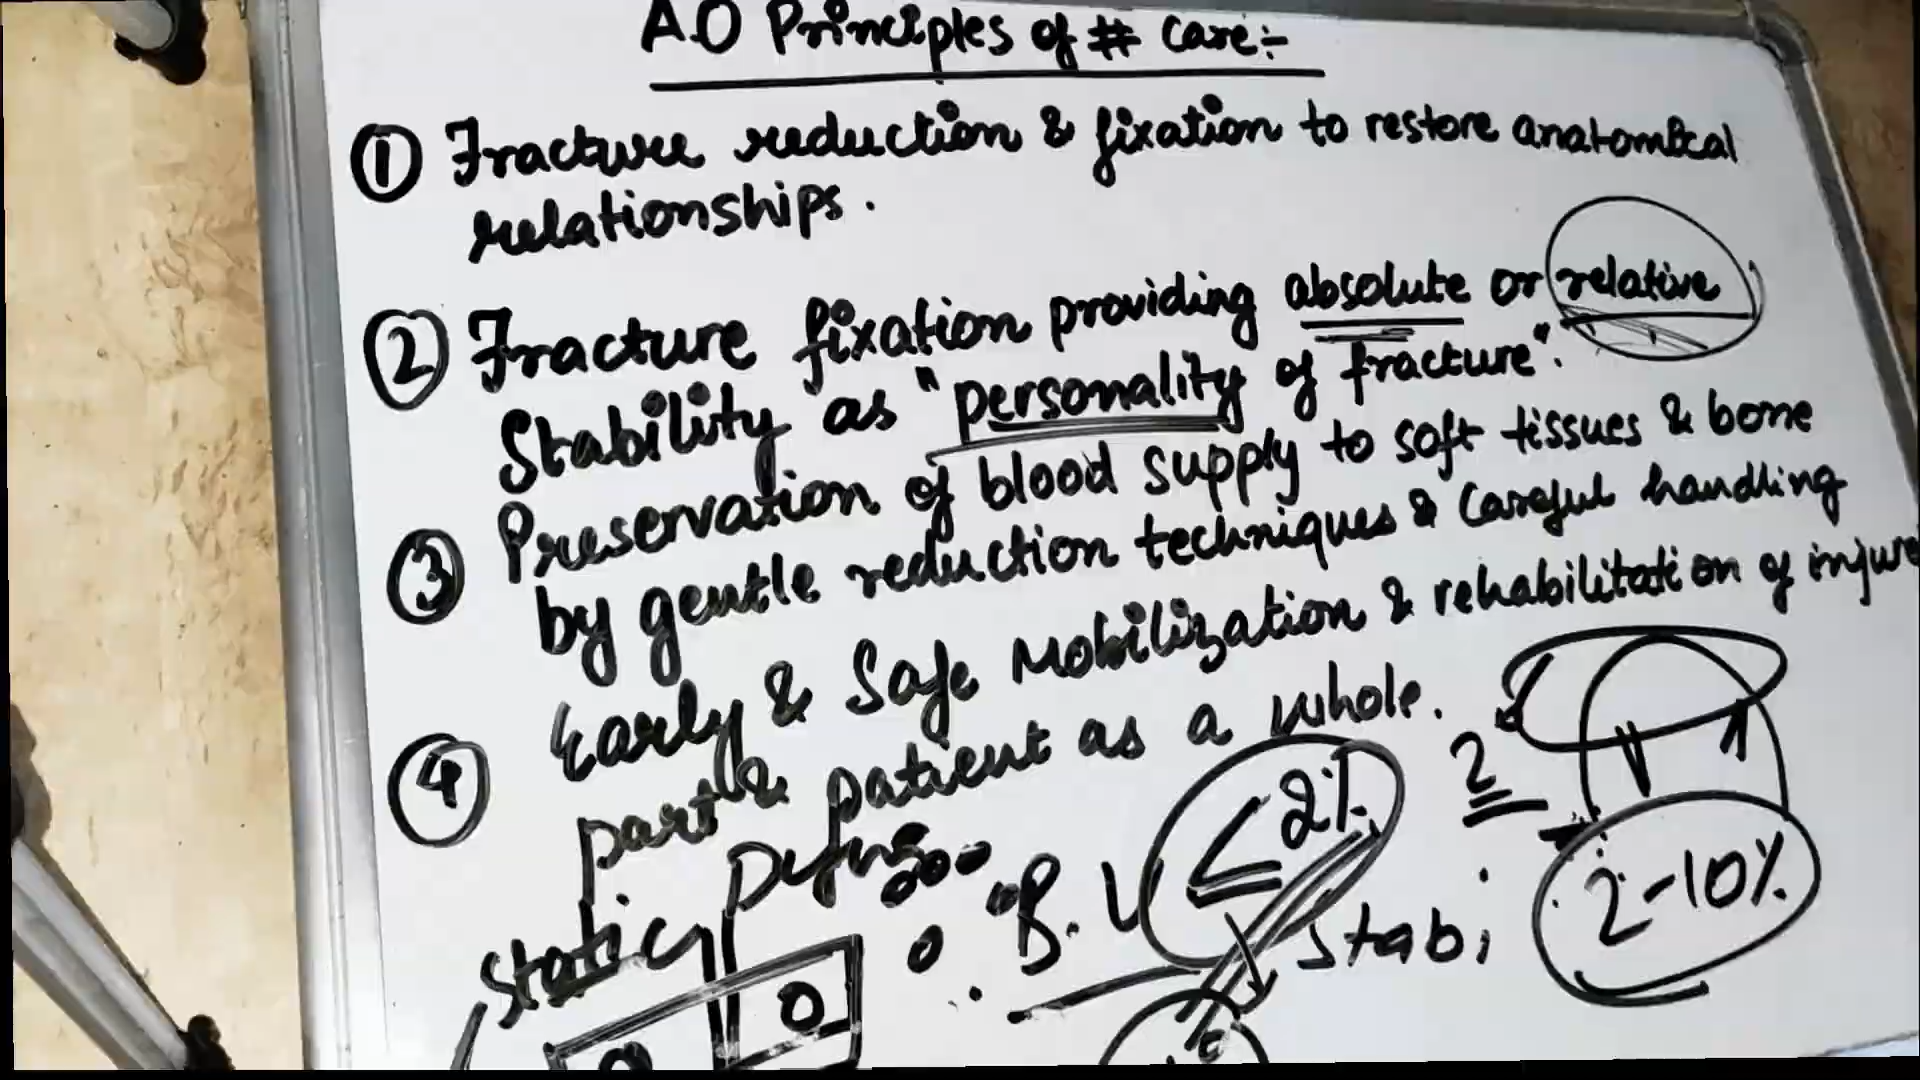 A.O Principles of # care:-
① Fracture reduction & fixation to restore anatomical
relationships.
② Fracture fixation providing absolute or relative
Stability as "personality of fracture".
③ Preservation of blood supply to soft tissues & bone
by gentle reduction techniques & careful handling
④ Early & Safe Mobilization & rehabilitation of injure
part & patient as a whole.
≤ 2%
2
2-10%
B.V
Stabi
Static